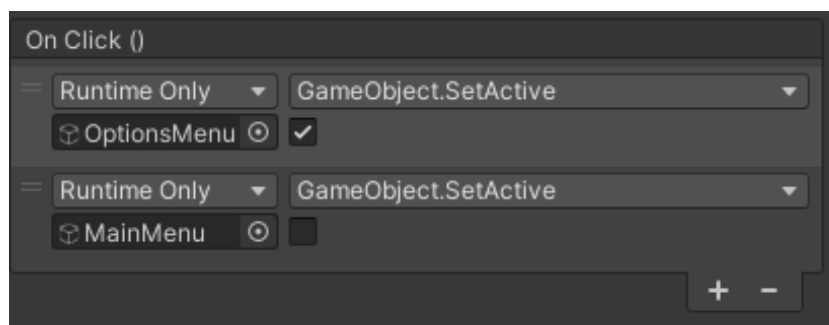 On Click ()
Runtime Only GameObject.SetActive
OptionsMenu
Runtime Only GameObject.SetActive
MainMenu
+ -